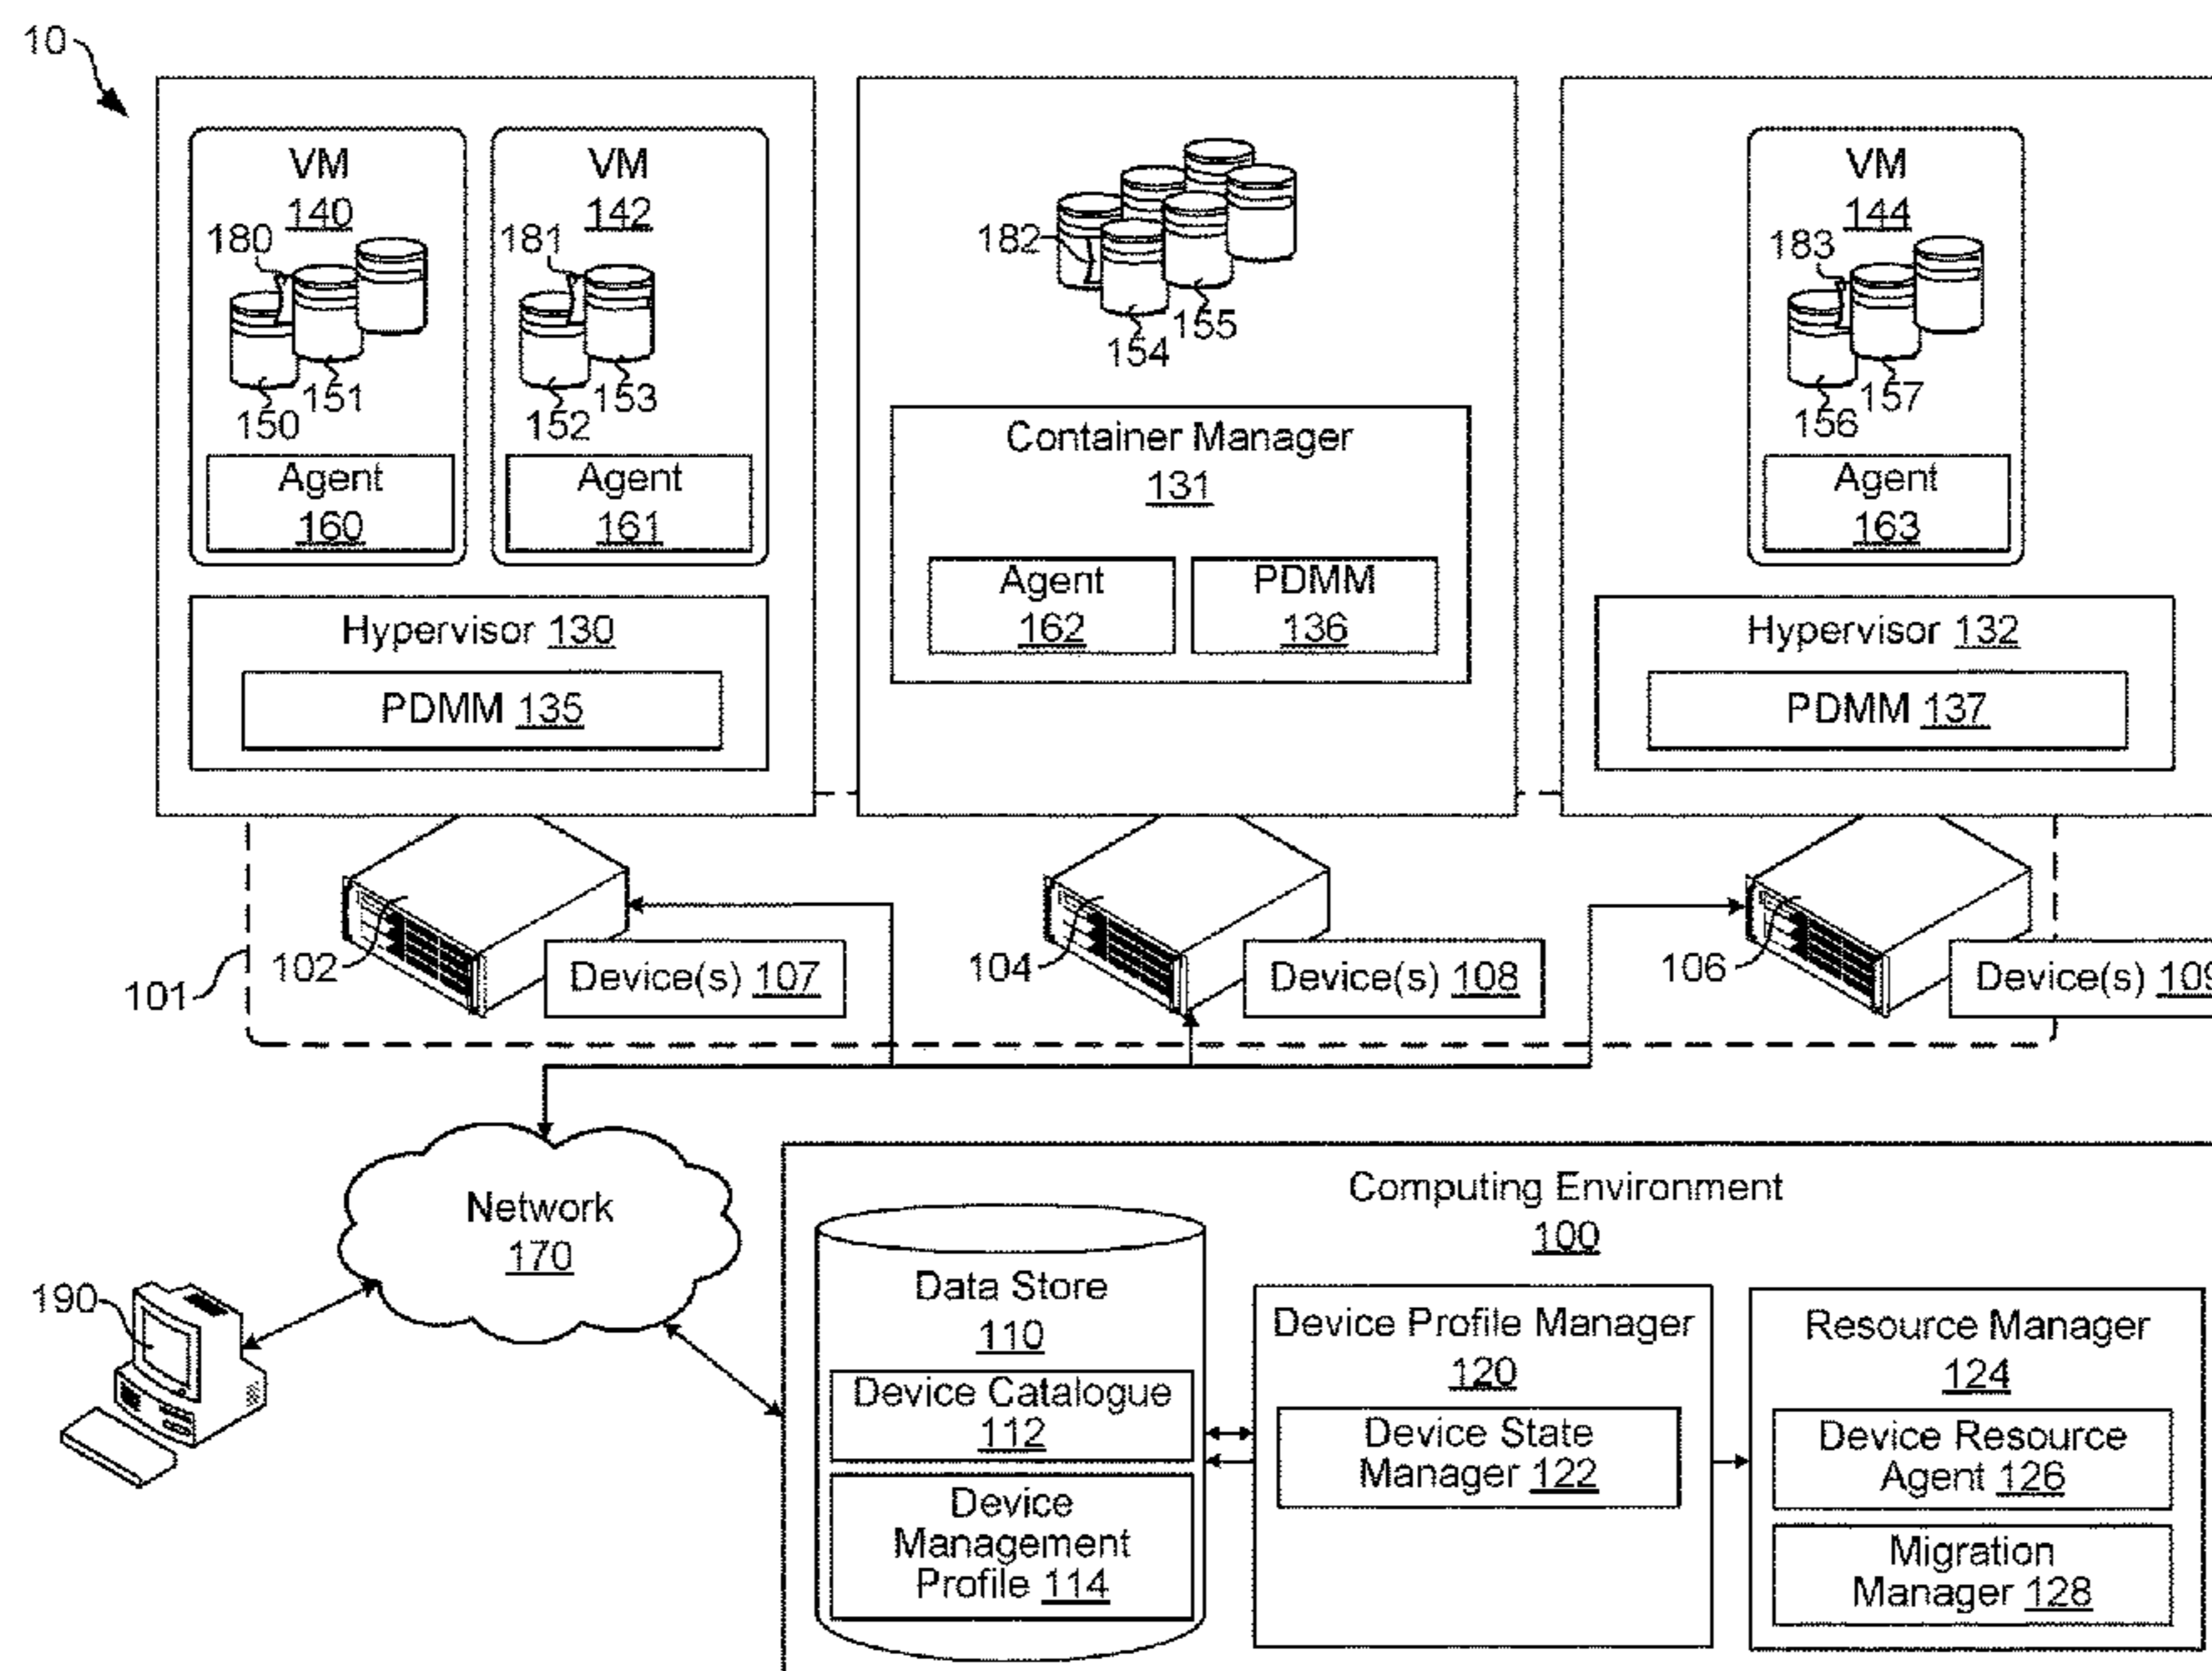 10
VM
140
180
150
151
Agent
160
VM
142
181
152
153
Agent
161
Hypervisor 130
PDMM 135
182
154
155
Container Manager
131
Agent
162
PDMM
136
VM
144
183
156
157
Agent
163
Hypervisor 132
PDMM 137
101
102
Device(s) 107
104
Device(s) 108
106
Device(s) 109
Network
170
190
Computing Environment
100
Data Store
110
Device Catalogue
112
Device
Management
Profile 114
Device Profile Manager
120
Device State
Manager 122
Resource Manager
124
Device Resource
Agent 126
Migration
Manager 128